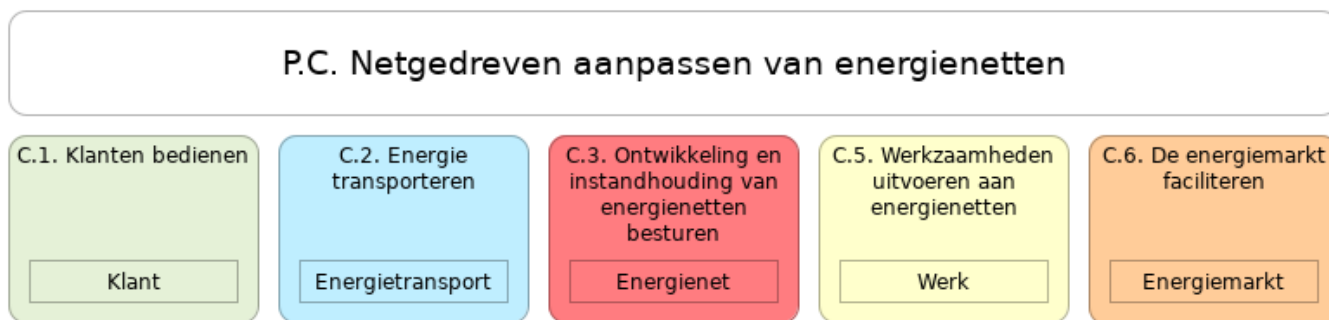 P.C. Netgedreven aanpassen van energienetten
C.1. Klanten bedienen
Klant
C.2. Energie
transporteren
Energietransport
C.3. Ontwikkeling en
instandhouding van
energienetten
besturen
Energienet
C.5. Werkzaamheden
uitvoeren aan
energienetten
Werk
C.6. De energiemarkt
faciliteren
Energiemarkt